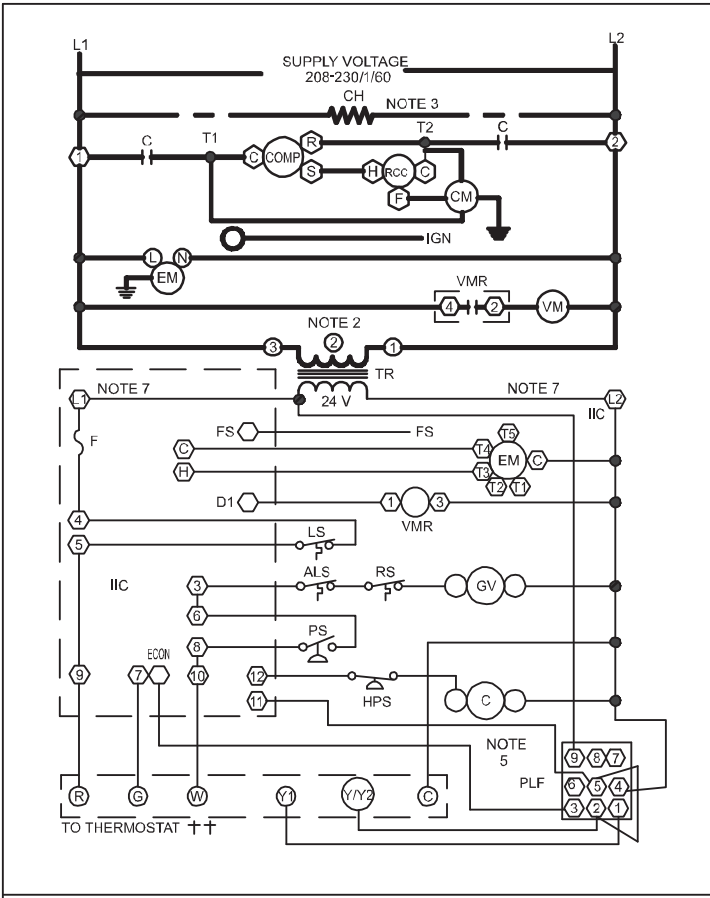 L1 L2
SUPPLY VOLTAGE
208-230/1/60
CH NOTE 3
C T1 T2 C
1 C COMP R 2
S H RCC C
F CM
IGN
L N
EM VMR
4 2 VM
NOTE 2
3 2 1
TR
L1 NOTE 7 24 V NOTE 7 L2
IIC
F FS FS T5
C T4 EM C
H T3
T2 T1
D1 1 3
VMR
4 LS
5
ALS RS
IIC 3 GV
6
PS
8
ECON
9 7 10 12
HPS C
11
NOTE
5
9 8 7
PLF 6 5 4
3 2 1
R G W Y1 Y/Y2 C
TO THERMOSTAT ††